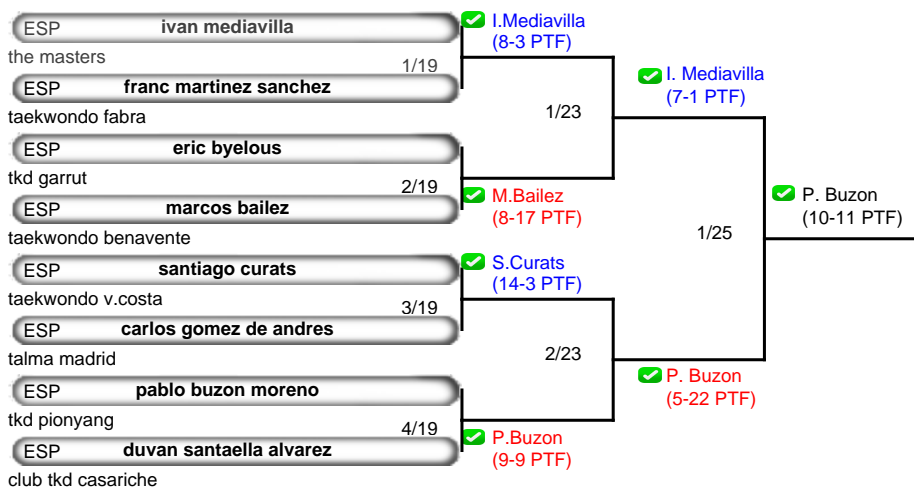 ESP ivan mediavilla
the masters
1/19
ESP franc martinez sanchez
taekwondo fabra
ESP eric byelous
tkd garrut
2/19
ESP marcos bailez
taekwondo benavente
ESP santiago curats
taekwondo v.costa
3/19
ESP carlos gomez de andres
talma madrid
ESP pablo buzon moreno
tkd pionyang
4/19
ESP duvan santaella alvarez
club tkd casariche
I.Mediavilla
(8-3 PTF)
1/23
M.Bailez
(8-17 PTF)
S.Curats
(14-3 PTF)
2/23
P.Buzon
(9-9 PTF)
I. Mediavilla
(7-1 PTF)
1/25
P. Buzon
(5-22 PTF)
P. Buzon
(10-11 PTF)